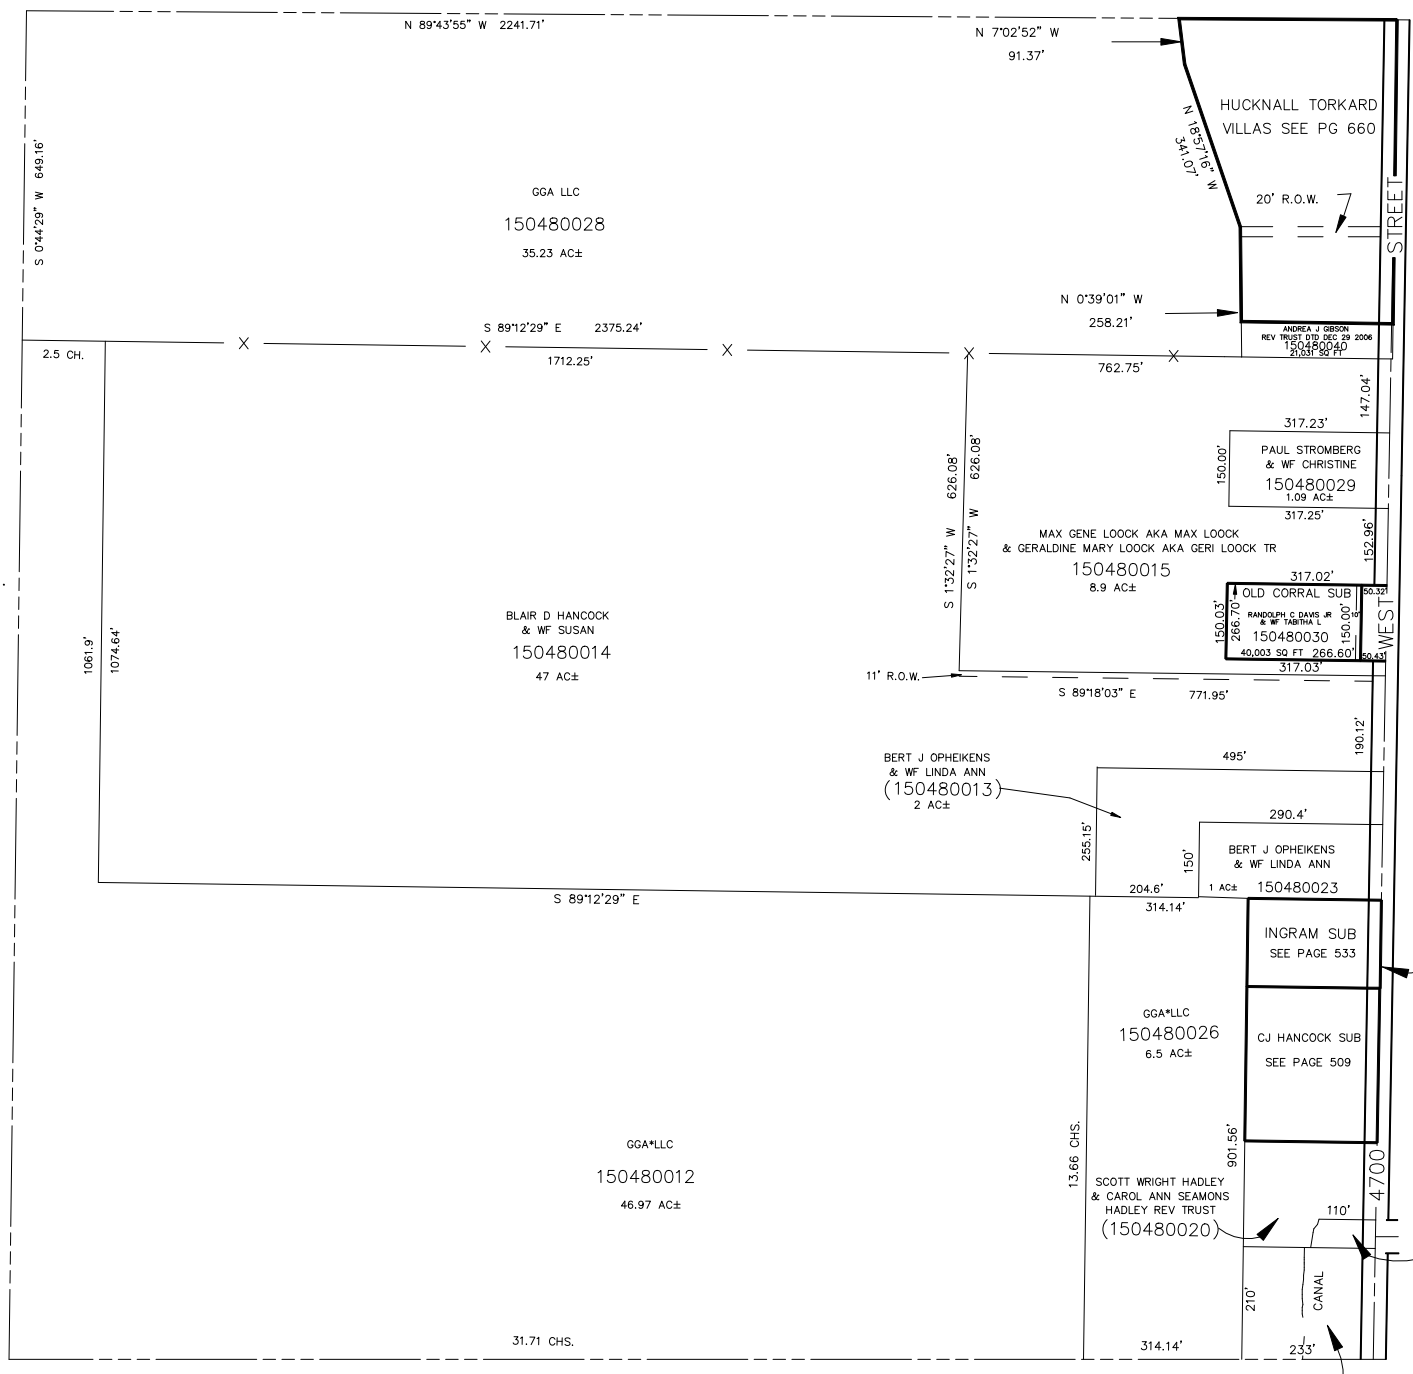 N 89°43'55" W 2241.71'
N 7°02'52" W
91.37'
HUCKNALL TORKARD
VILLAS SEE PG 660
N 18°57'16" W
341.07'
S 0°44'29" W 649.16'
GGA LLC
150480028
35.23 AC±
20' R.O.W.
STREET
N 0°39'01" W
258.21'
S 89°12'29" E 2375.24'
ANDREA J GIBSON
REV TRUST DTD DEC 29 2006
150480040
21,031 SQ FT
2.5 CH.
1712.25'
762.75'
147.04'
317.23'
PAUL STROMBERG
& WF CHRISTINE
150480029
1.09 AC±
150.00'
317.25'
S 1°32'27" W 626.08'
S 1°32'27" W 626.08'
152.96'
MAX GENE LOOCK AKA MAX LOOCK
& GERALDINE MARY LOOCK AKA GERI LOOCK TR
150480015
8.9 AC±
317.02'
OLD CORRAL SUB
50.32'
RANDOLPH C DAVIS JR
& WF TABITHA L
150480030
40,003 SQ FT
150.03'
266.70'
150.00'
10'
266.60'
50.43'
WEST
317.03'
BLAIR D HANCOCK
& WF SUSAN
150480014
47 AC±
1061.9'
1074.64'
11' R.O.W.
S 89°18'03" E 771.95'
190.12'
BERT J OPHEIKENS
& WF LINDA ANN
(150480013)
2 AC±
495'
255.15'
290.4'
150'
BERT J OPHEIKENS
& WF LINDA ANN
1 AC± 150480023
204.6'
S 89°12'29" E
314.14'
INGRAM SUB
SEE PAGE 533
GGA*LLC
150480026
6.5 AC±
CJ HANCOCK SUB
SEE PAGE 509
GGA*LLC
150480012
46.97 AC±
13.66 CHS.
901.56'
SCOTT WRIGHT HADLEY
& CAROL ANN SEAMONS
HADLEY REV TRUST
(150480020)
4700
110'
210'
CANAL
31.71 CHS.
314.14'
233'